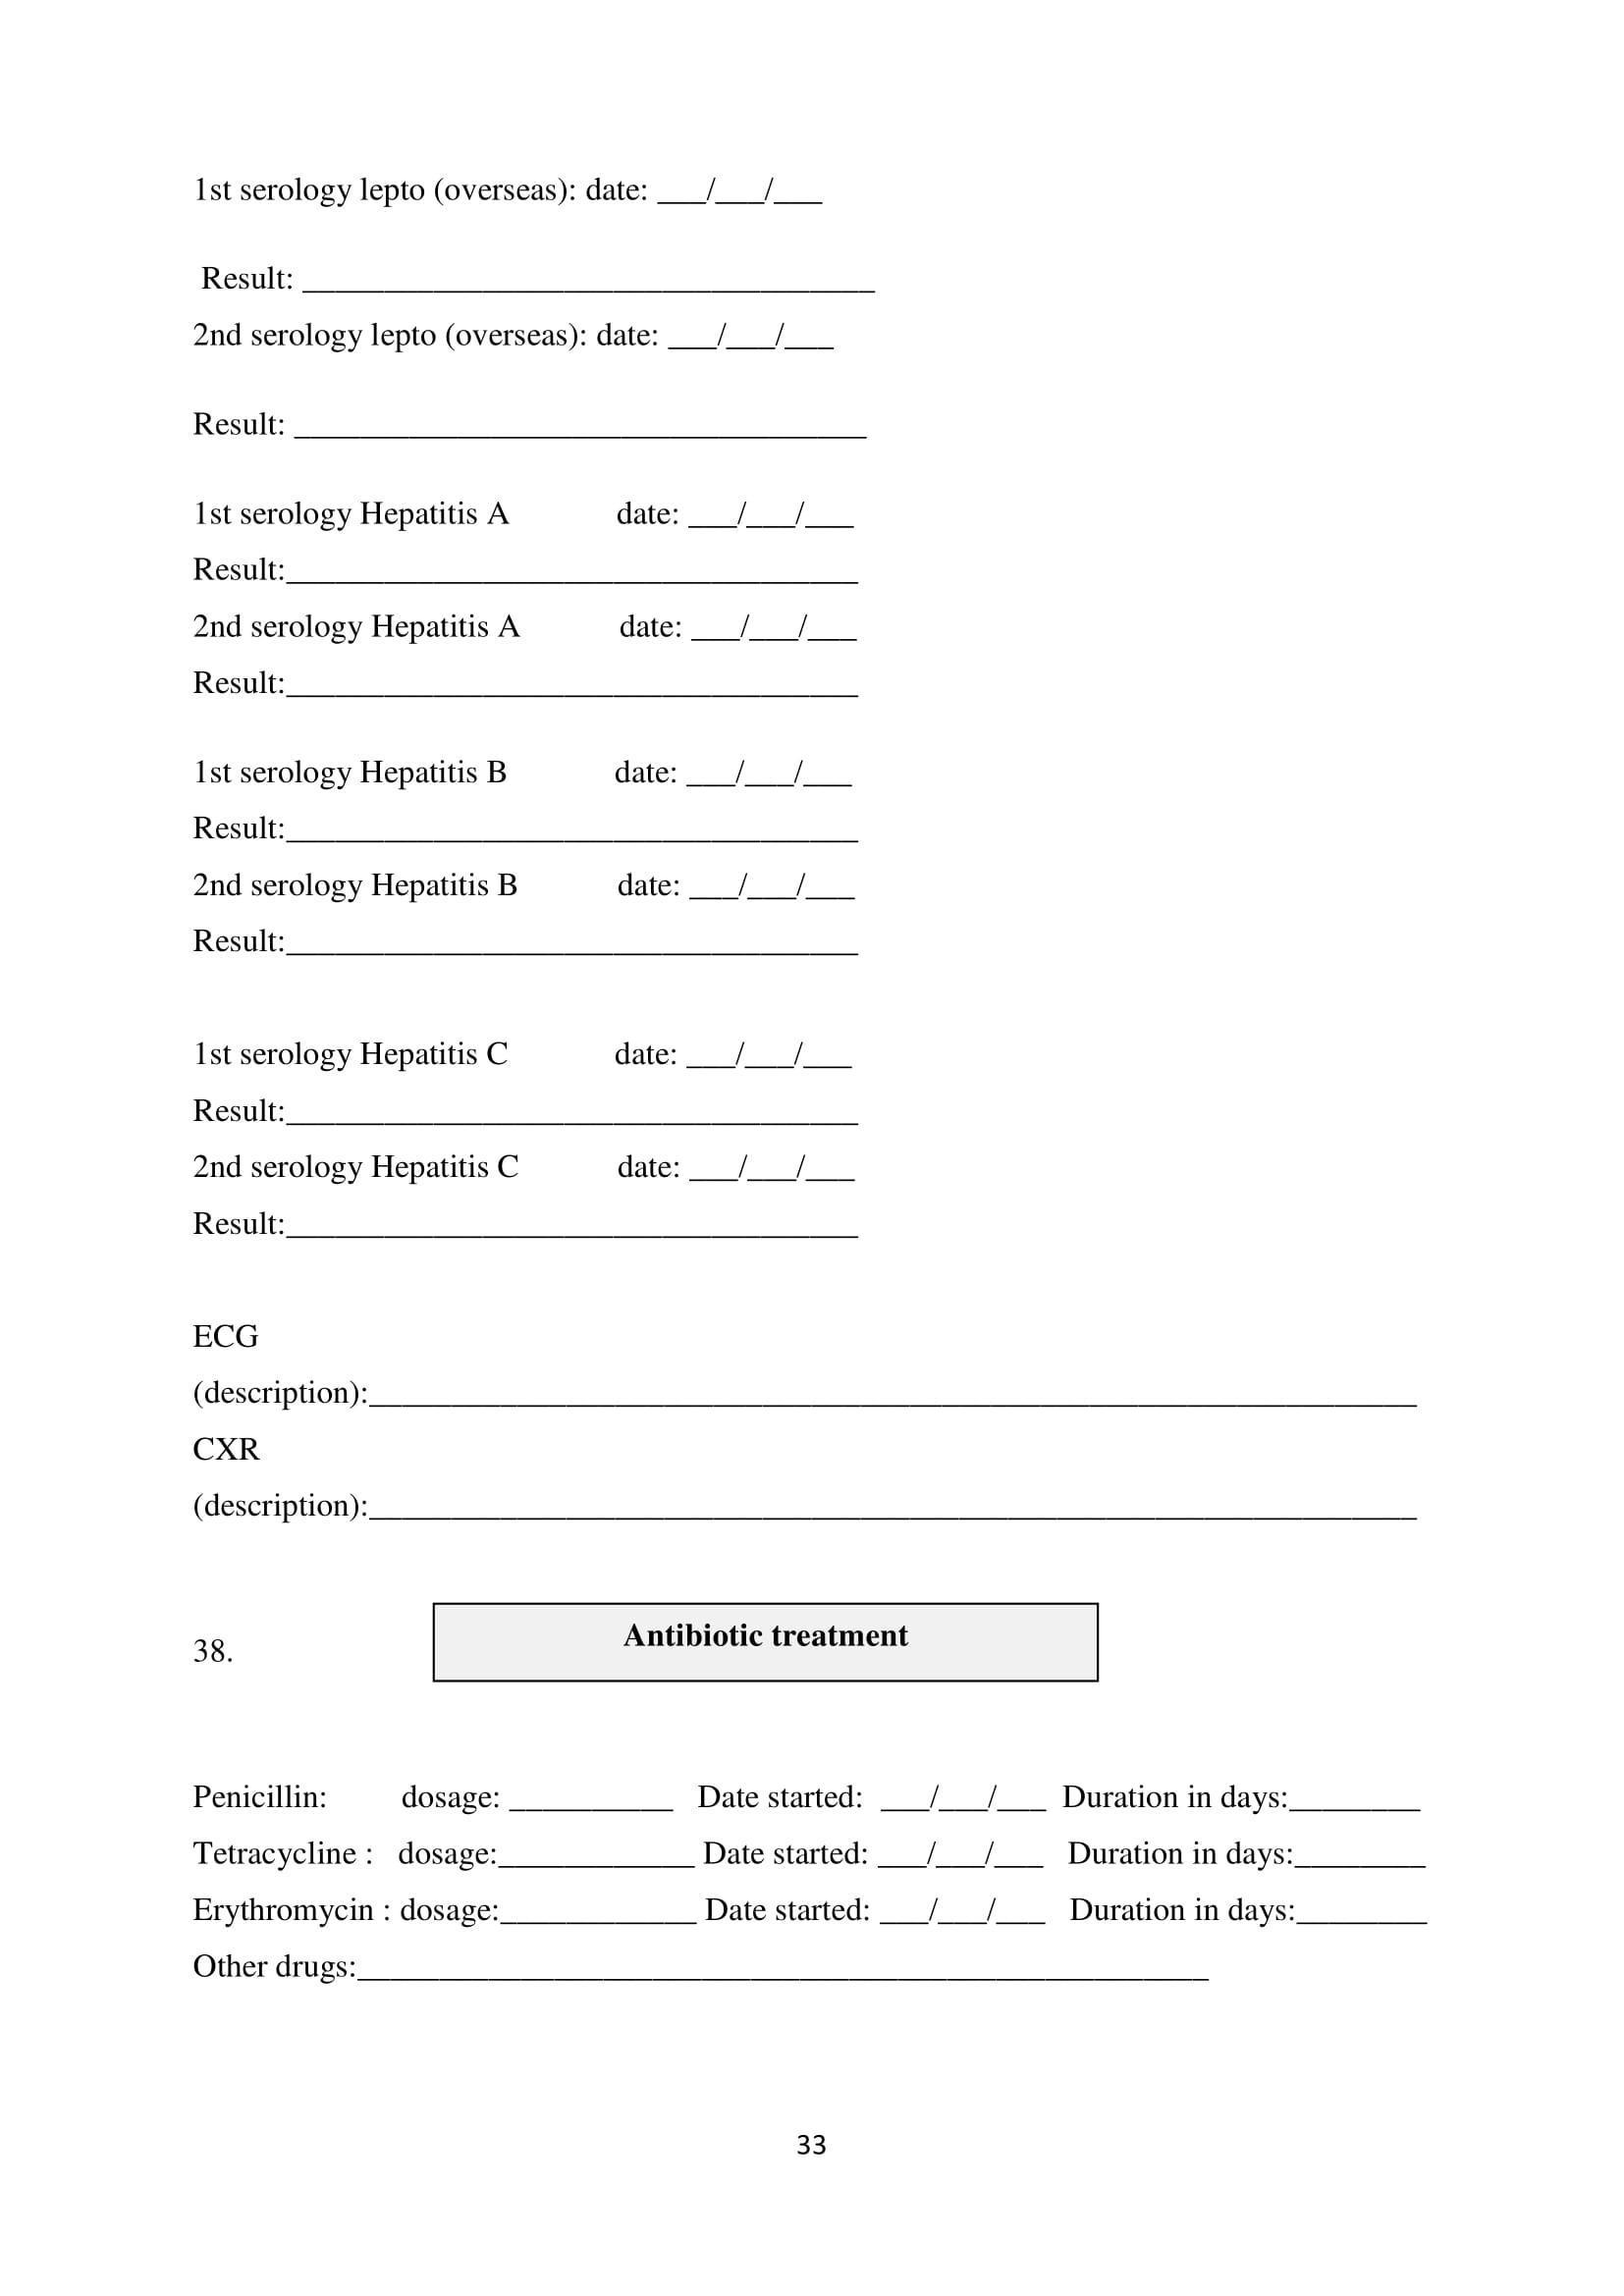 1st serology lepto (overseas): date: ___/___/___
Result: ___________________________________
2nd serology lepto (overseas): date: ___/___/___
Result: ___________________________________
1st serology Hepatitis A date: ___/___/___
Result:___________________________________
2nd serology Hepatitis A date: ___/___/___
Result:___________________________________
1st serology Hepatitis B date: ___/___/___
Result:___________________________________
2nd serology Hepatitis B date: ___/___/___
Result:___________________________________
1st serology Hepatitis C date: ___/___/___
Result:___________________________________
2nd serology Hepatitis C date: ___/___/___
Result:___________________________________
ECG
(description):________________________________________________________________
CXR
(description):________________________________________________________________
38. Antibiotic treatment
Penicillin: dosage: __________ Date started: ___/___/___ Duration in days:________
Tetracycline : dosage:____________ Date started: ___/___/___ Duration in days:________
Erythromycin : dosage:____________ Date started: ___/___/___ Duration in days:________
Other drugs:____________________________________________________
33